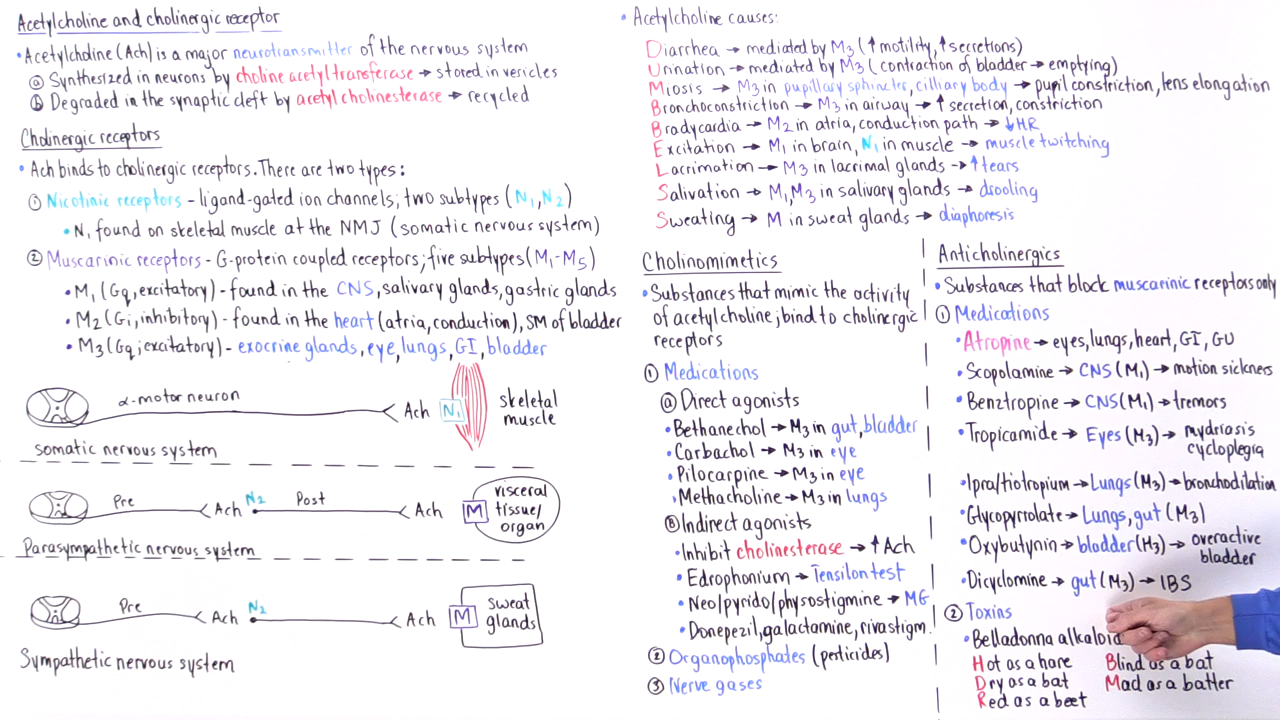 Acetylcholine and cholinergic receptor
• Acetylcholine (Ach) is a major neurotransmitter of the nervous system
ⓐ Synthesized in neurons by choline acetyltransferase → stored in vesicles
ⓑ Degraded in the synaptic cleft by acetylcholinesterase → recycled
Cholinergic receptors
• Ach binds to cholinergic receptors. There are two types:
① Nicotinic receptors - ligand-gated ion channels; two subtypes (N₁, N₂)
• N₁ found on skeletal muscle at the NMJ (somatic nervous system)
② Muscarinic receptors - G-protein coupled receptors; five subtypes (M₁-M₅)
• M₁ (Gq, excitatory) - found in the CNS, salivary glands, gastric glands
• M₂ (Gi, inhibitory) - found in the heart (atria, conduction), SM of bladder
• M₃ (Gq; excitatory) - exocrine glands, eye, lungs, GI, bladder
α-motor neuron
Ach
N₁
skeletal
muscle
somatic nervous system
Pre
Ach
N₂
Post
Ach
M
visceral
tissue/
organ
Parasympathetic nervous system
Pre
Ach
N₂
Ach
M
sweat
glands
Sympathetic nervous system
• Acetylcholine causes:
Diarrhea → mediated by M₃ (↑ motility, ↑ secretions)
Urination → mediated by M₃ (contraction of bladder → emptying)
Miosis → M₃ in pupillary sphincter, cilliary body → pupil constriction, lens elongation
Bronchoconstriction → M₃ in airway → ↑ secretion, constriction
Bradycardia → M₂ in atria, conduction path → ↓HR
Excitation → M₁ in brain, N₁ in muscle → muscle twitching
Lacrimation → M₃ in lacrimal glands → ↑ tears
Salivation → M₁, M₃ in salivary glands → drooling
Sweating → M in sweat glands → diaphoresis
Cholinomimetics
• Substances that mimic the activity
of acetylcholine; bind to cholinergic
receptors
① Medications
ⓐ Direct agonists
• Bethanechol → M₃ in gut, bladder
• Carbachol → M₃ in eye
• Pilocarpine → M₃ in eye
• Methacholine → M₃ in lungs
ⓑ Indirect agonists
• Inhibit cholinesterase → ↑ Ach
• Edrophonium → Tensilon test
• Neo/pyrido/physostigmine → MG
• Donepezil, galactamine, rivastigm.
② Organophosphates (pesticides)
③ Nerve gases
Anticholinergics
• Substances that block muscarinic receptors only
① Medications
• Atropine → eyes, lungs, heart, GI, GU
• Scopolamine → CNS (M₁) → motion sickness
• Benztropine → CNS (M₁) → tremors
• Tropicamide → Eyes (M₃) → mydriasis
cycloplegia
• Ipra/tiotropium → Lungs (M₃) → bronchodilation
• Glycopyrrolate → Lungs, gut (M₃)
• Oxybutynin → bladder (M₃) → overactive
bladder
• Dicyclomine → gut (M₃) → IBS
② Toxins
• Belladonna alkaloid
Hot as a hare Blind as a bat
Dry as a bat Mad as a batter
Red as a beet